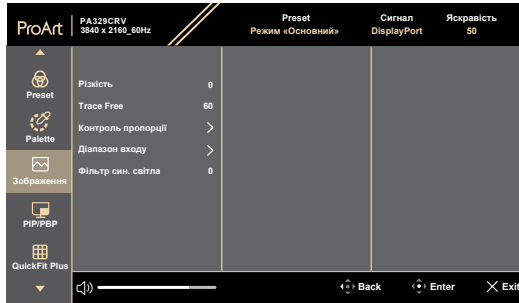 ProArt
PA329CRV
3840 x 2160_60Hz
Preset
Режим «Основний»
Сигнал
DisplayPort
Яскравість
50
Preset
Palette
Зображення
PIP/PBP
QuickFit Plus
Різкість 0
Trace Free 60
Контроль пропорції
Діапазон входу
Фільтр син. світла 0
Back
Enter
Exit